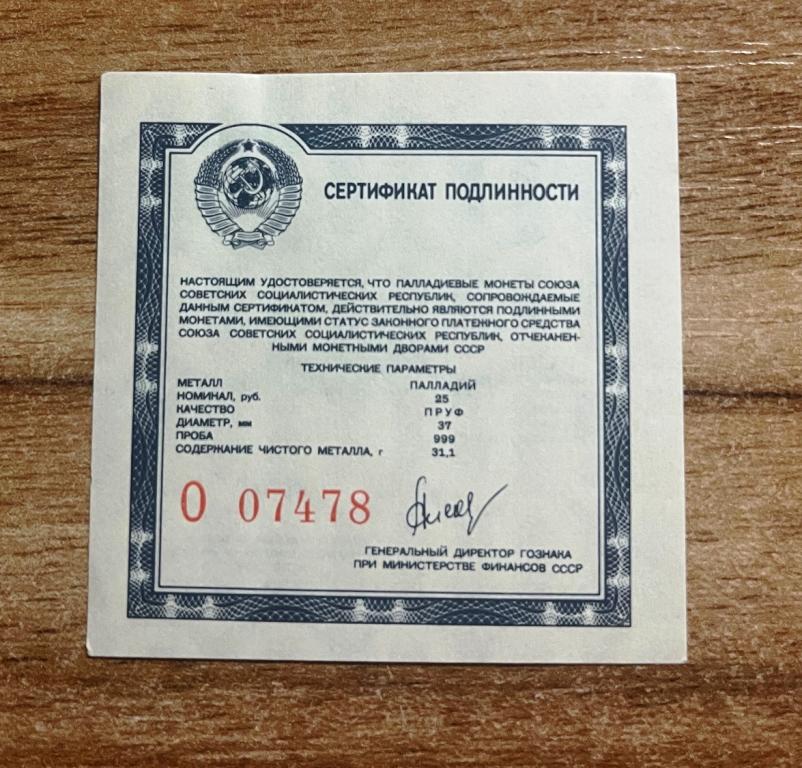 СЕРТИФИКАТ ПОДЛИННОСТИ
НАСТОЯЩИМ УДОСТОВЕРЯЕТСЯ, ЧТО ПАЛЛАДИЕВЫЕ МОНЕТЫ СОЮЗА
СОВЕТСКИХ СОЦИАЛИСТИЧЕСКИХ РЕСПУБЛИК, СОПРОВОЖДАЕМЫЕ
ДАННЫМ СЕРТИФИКАТОМ, ДЕЙСТВИТЕЛЬНО ЯВЛЯЮТСЯ ПОДЛИННЫМИ
МОНЕТАМИ, ИМЕЮЩИМИ СТАТУС ЗАКОННОГО ПЛАТЕЖНОГО СРЕДСТВА
СОЮЗА СОВЕТСКИХ СОЦИАЛИСТИЧЕСКИХ РЕСПУБЛИК, ОТЧЕКАНЕН-
НЫМИ МОНЕТНЫМИ ДВОРАМИ СССР
ТЕХНИЧЕСКИЕ ПАРАМЕТРЫ
МЕТАЛЛ ПАЛЛАДИЙ
НОМИНАЛ, руб. 25
КАЧЕСТВО ПРУФ
ДИАМЕТР, мм 37
ПРОБА 999
СОДЕРЖАНИЕ ЧИСТОГО МЕТАЛЛА, г 31,1
О 07478
ГЕНЕРАЛЬНЫЙ ДИРЕКТОР ГОЗНАКА
ПРИ МИНИСТЕРСТВЕ ФИНАНСОВ СССР